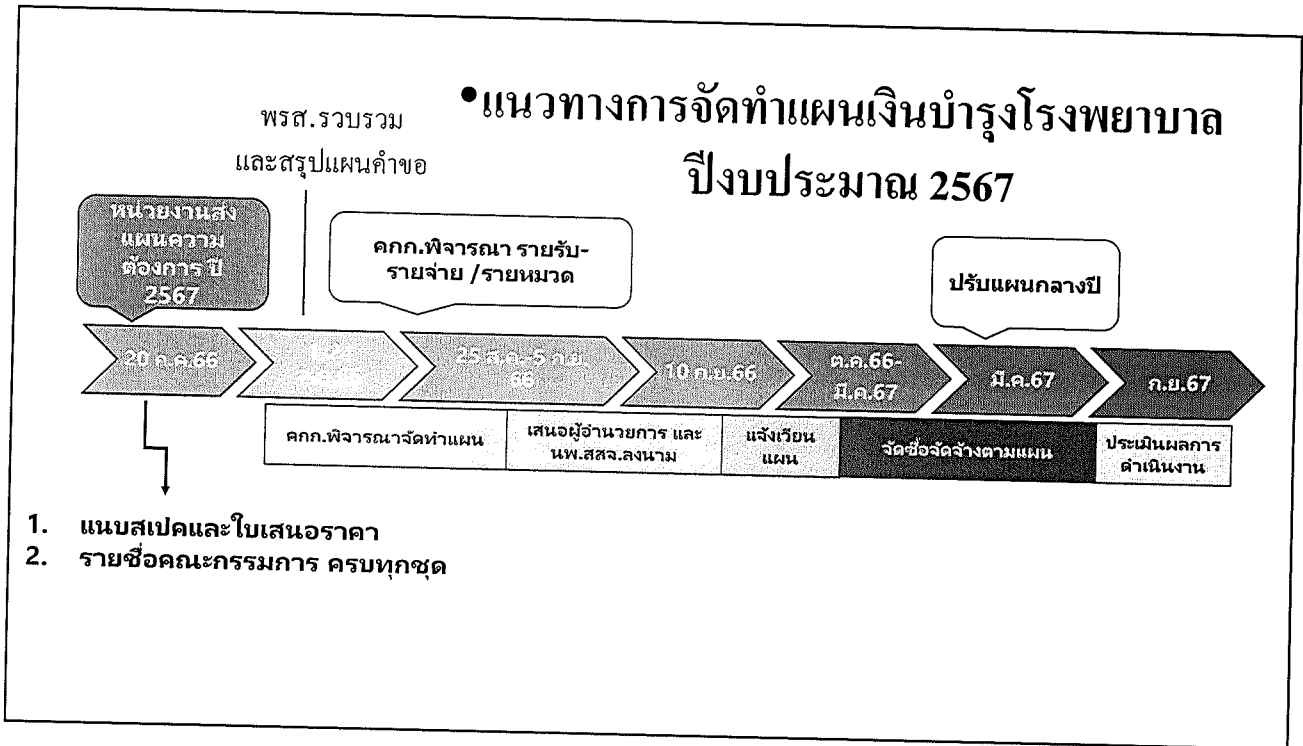 •แนวทางการจัดทำแผนเงินบำรุงโรงพยาบาล
ปีงบประมาณ 2567
พรส.รวบรวม
และสรุปแผนคำขอ
หน่วยงานส่ง
แผนความ
ต้องการ ปี
2567
คกก.พิจารณา รายรับ-
รายจ่าย /รายหมวด
ปรับแผนกลางปี
20 ก.ค.66
25 ส.ค.-5 ก.ย.
66
10 ก.ย.66
ต.ค.66-
มี.ค.67
มี.ค.67
ก.ย.67
คกก.พิจารณาจัดทำแผน
เสนอผู้อำนวยการ และ
นพ.สสจ.ลงนาม
แจ้งเวียน
แผน
จัดซื้อจัดจ้างตามแผน
ประเมินผลการ
ดำเนินงาน
1. แนบสเปคและใบเสนอราคา
2. รายชื่อคณะกรรมการ ครบทุกชุด